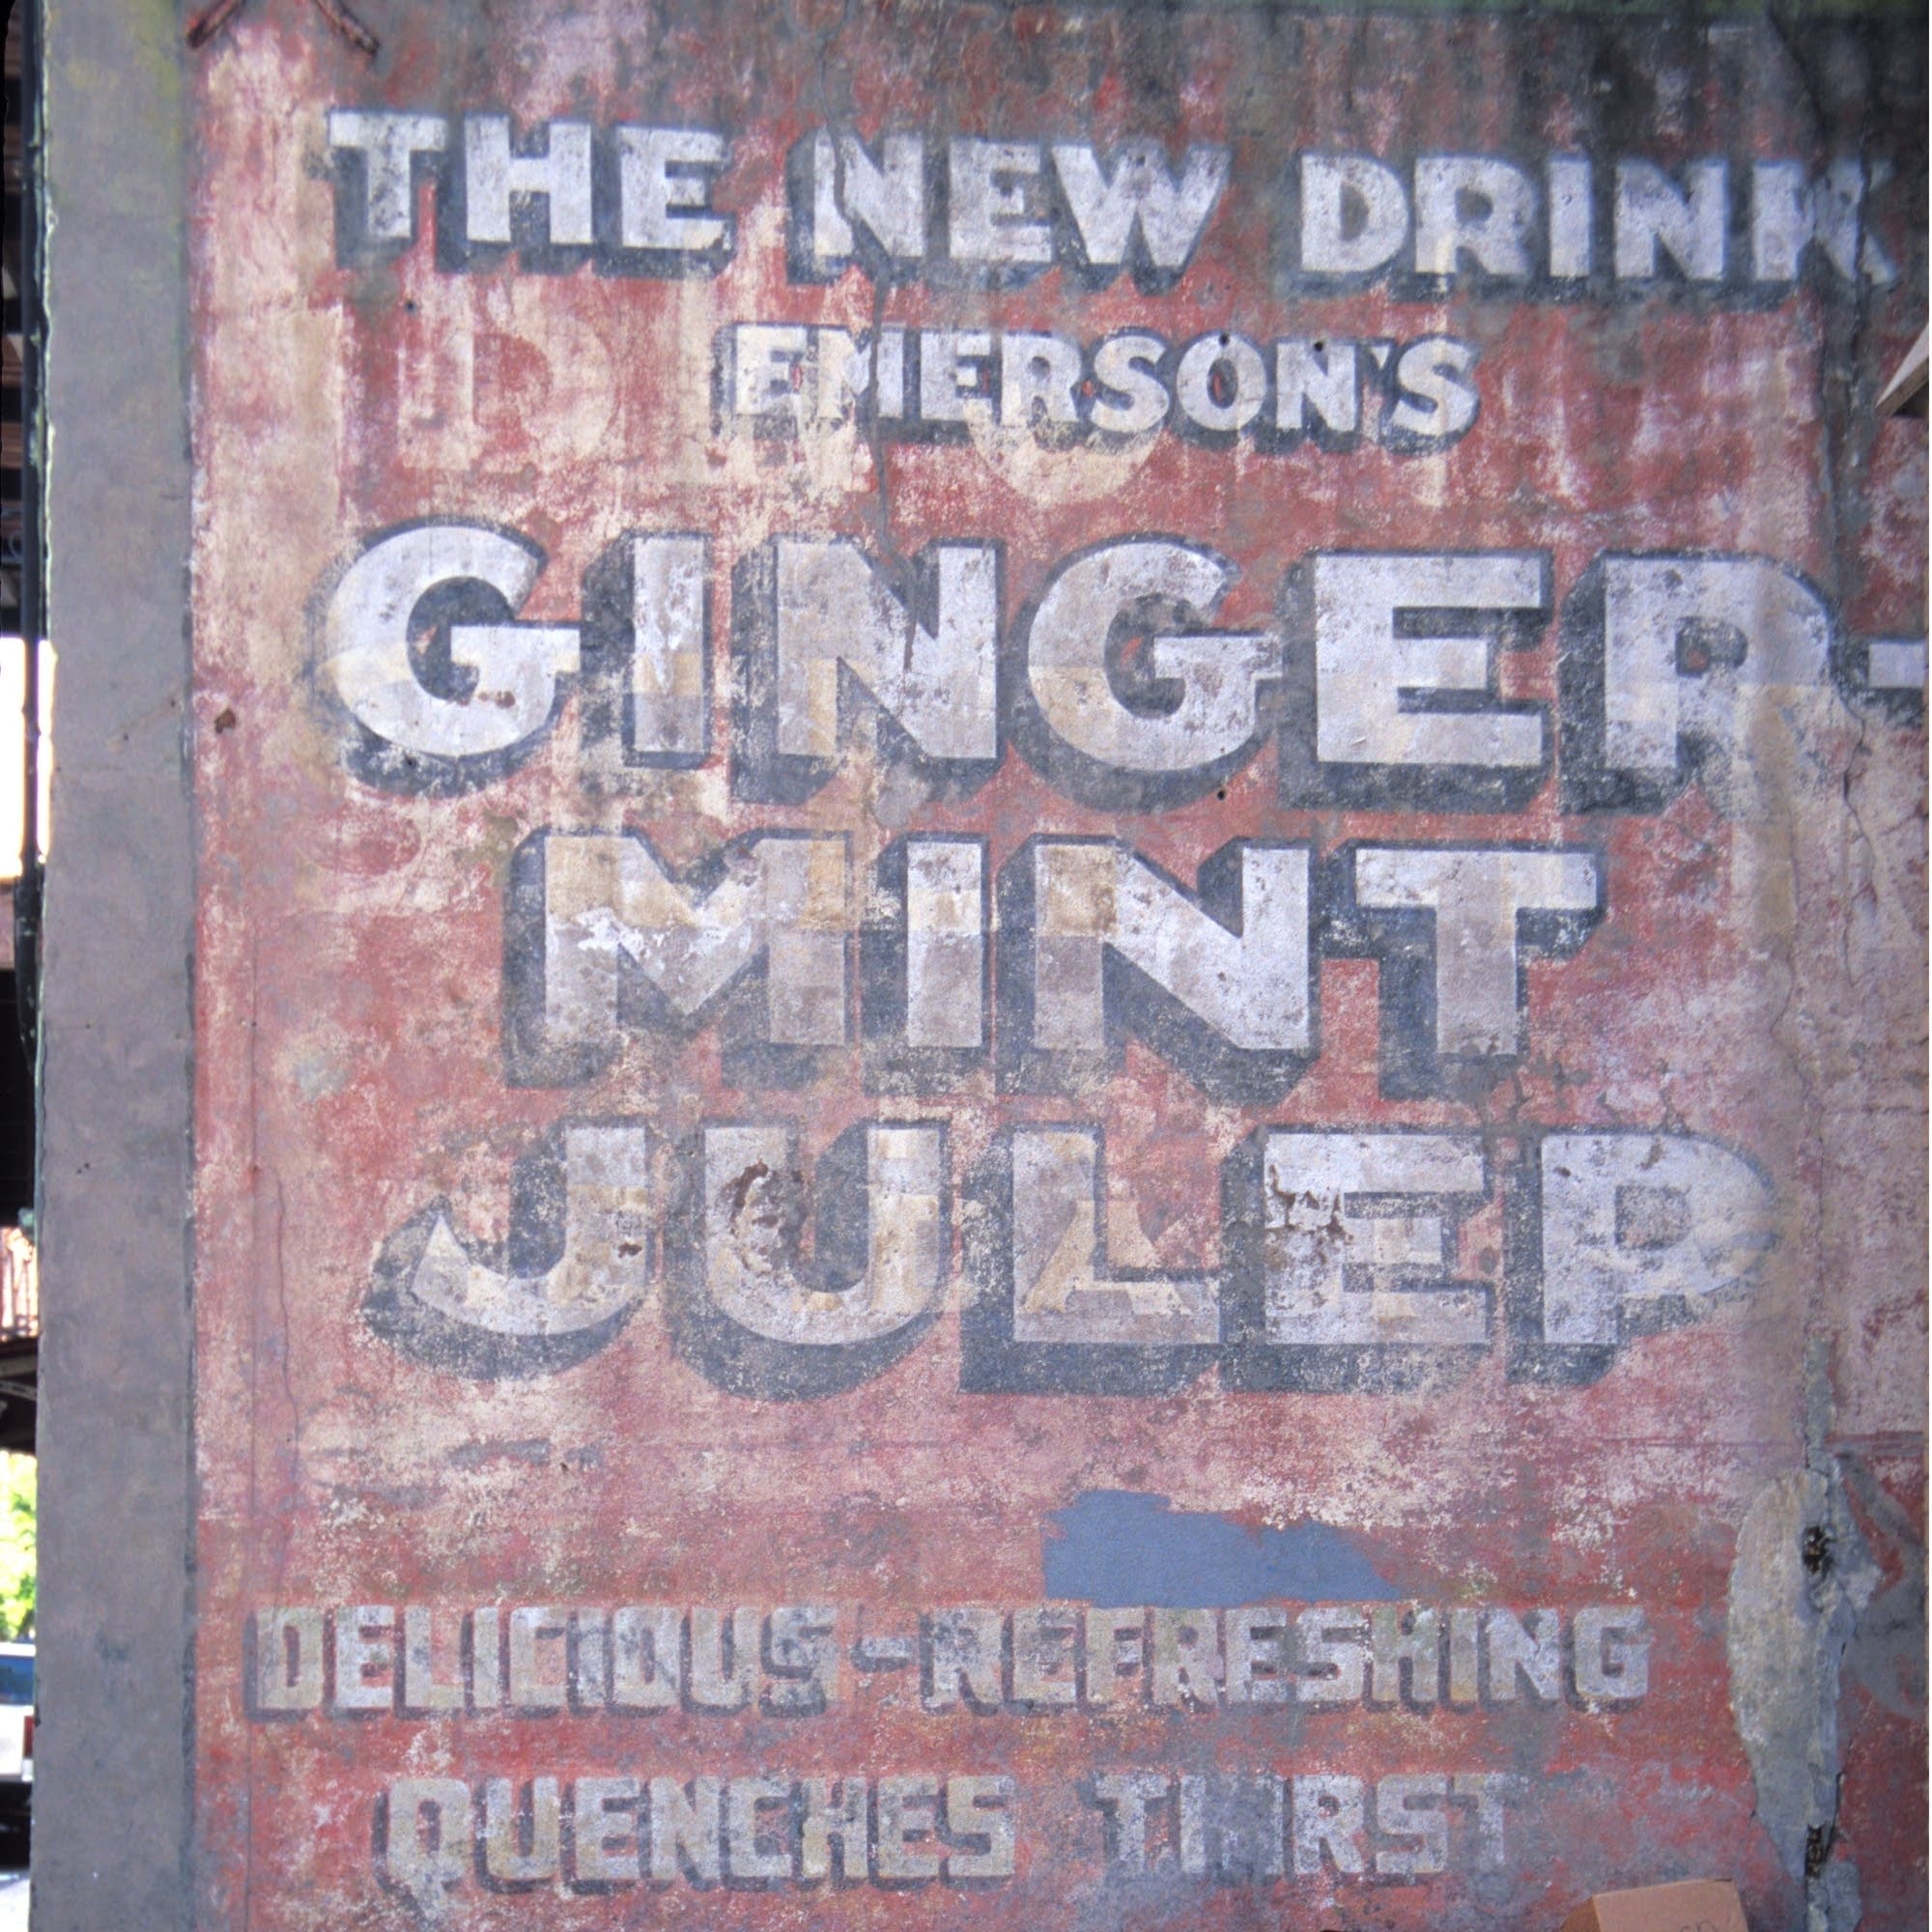 THE NEW DRINK
EMERSON'S
GINGER-
MINT
JULEP
DELICIOUS-REFRESHING
QUENCHES THIRST